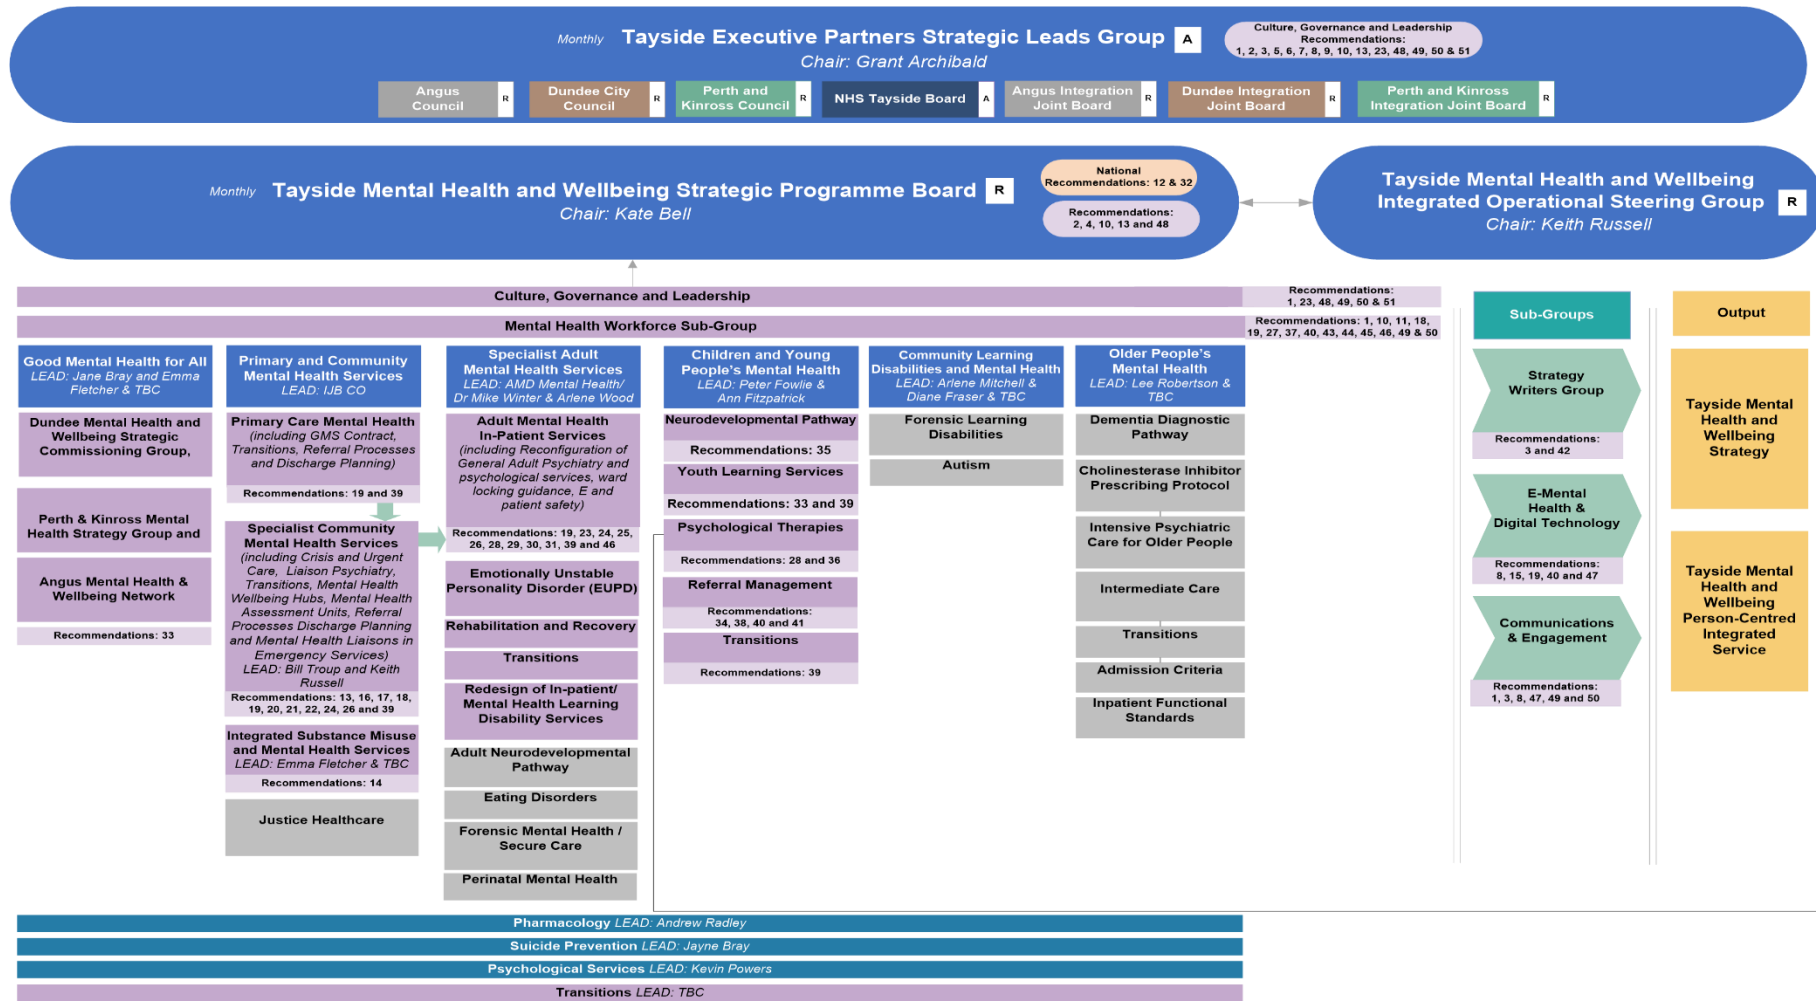 Monthly Tayside Executive Partners Strategic Leads Group A
Chair: Grant Archibald
Culture, Governance and Leadership
Recommendations:
1, 2, 3, 5, 6, 7, 8, 9, 10, 13, 23, 48, 49, 50 & 51
Angus
Council
R
Dundee City
Council
R
Perth and
Kinross Council
R
NHS Tayside Board
A
Angus Integration
Joint Board
R
Dundee Integration
Joint Board
R
Perth and Kinross
Integration Joint Board
R
Monthly Tayside Mental Health and Wellbeing Strategic Programme Board R
Chair: Kate Bell
National
Recommendations: 12 & 32
Recommendations:
2, 4, 10, 13 and 48
Tayside Mental Health and Wellbeing
Integrated Operational Steering Group R
Chair: Keith Russell
Culture, Governance and Leadership
Recommendations:
1, 23, 48, 49, 50 & 51
Mental Health Workforce Sub-Group
Recommendations: 1, 10, 11, 18,
19, 27, 37, 40, 43, 44, 45, 46, 49 & 50
Good Mental Health for All
LEAD: Jane Bray and Emma
Fletcher & TBC
Dundee Mental Health and
Wellbeing Strategic
Commissioning Group,
Perth & Kinross Mental
Health Strategy Group and
Angus Mental Health &
Wellbeing Network
Recommendations: 33
Primary and Community
Mental Health Services
LEAD: IJB CO
Primary Care Mental Health
(including GMS Contract,
Transitions, Referral Processes
and Discharge Planning)
Recommendations: 19 and 39
Specialist Community
Mental Health Services
(including Crisis and Urgent
Care, Liaison Psychiatry,
Transitions, Mental Health
Wellbeing Hubs, Mental Health
Assessment Units, Referral
Processes Discharge Planning
and Mental Health Liaisons in
Emergency Services)
LEAD: Bill Troup and Keith
Russell
Recommendations: 13, 16, 17, 18,
19, 20, 21, 22, 24, 26 and 39
Integrated Substance Misuse
and Mental Health Services
LEAD: Emma Fletcher & TBC
Recommendations: 14
Justice Healthcare
Specialist Adult
Mental Health Services
LEAD: AMD Mental Health/
Dr Mike Winter & Arlene Wood
Adult Mental Health
In-Patient Services
(including Reconfiguration of
General Adult Psychiatry and
psychological services, ward
locking guidance, E and
patient safety)
Recommendations: 19, 23, 24, 25,
26, 28, 29, 30, 31, 39 and 46
Emotionally Unstable
Personality Disorder (EUPD)
Rehabilitation and Recovery
Transitions
Redesign of In-patient/
Mental Health Learning
Disability Services
Adult Neurodevelopmental
Pathway
Eating Disorders
Forensic Mental Health /
Secure Care
Perinatal Mental Health
Children and Young
People's Mental Health
LEAD: Peter Fowlie &
Ann Fitzpatrick
Neurodevelopmental Pathway
Recommendations: 35
Youth Learning Services
Recommendations: 33 and 39
Psychological Therapies
Recommendations: 28 and 36
Referral Management
Recommendations:
34, 38, 40 and 41
Transitions
Recommendations: 39
Community Learning
Disabilities and Mental Health
LEAD: Arlene Mitchell &
Diane Fraser & TBC
Forensic Learning
Disabilities
Autism
Older People's
Mental Health
LEAD: Lee Robertson &
TBC
Dementia Diagnostic
Pathway
Cholinesterase Inhibitor
Prescribing Protocol
Intensive Psychiatric
Care for Older People
Intermediate Care
Transitions
Admission Criteria
Inpatient Functional
Standards
Sub-Groups
Strategy
Writers Group
Recommendations:
3 and 42
E-Mental
Health &
Digital Technology
Recommendations:
8, 15, 19, 40 and 47
Communications
& Engagement
Recommendations:
1, 3, 8, 47, 49 and 50
Output
Tayside Mental
Health and
Wellbeing
Strategy
Tayside Mental
Health and
Wellbeing
Person-Centred
Integrated
Service
Pharmacology LEAD: Andrew Radley
Suicide Prevention LEAD: Jayne Bray
Psychological Services LEAD: Kevin Powers
Transitions LEAD: TBC